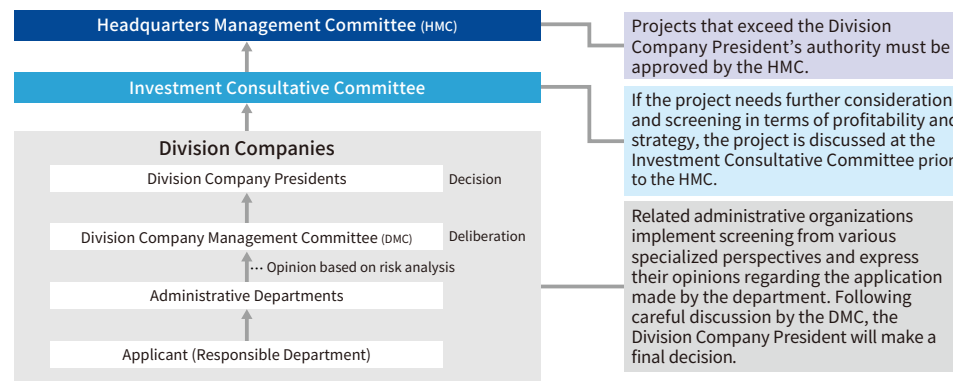 Headquarters Management Committee (HMC)
Projects that exceed the Division
Company President's authority must be
approved by the HMC.
Investment Consultative Committee
If the project needs further consideration
and screening in terms of profitability and
strategy, the project is discussed at the
Investment Consultative Committee prior
to the HMC.
Division Companies
Division Company Presidents
Decision
Division Company Management Committee (DMC)
Deliberation
··· Opinion based on risk analysis
Administrative Departments
Applicant (Responsible Department)
Related administrative organizations
implement screening from various
specialized perspectives and express
their opinions regarding the application
made by the department. Following
careful discussion by the DMC, the
Division Company President will make a
final decision.